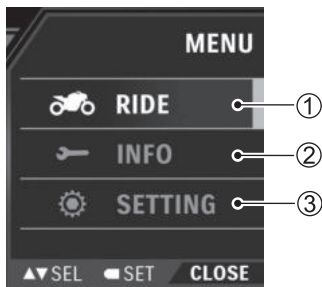 MENU
RIDE ①
INFO ②
SETTING ③
▲▼SEL SET CLOSE